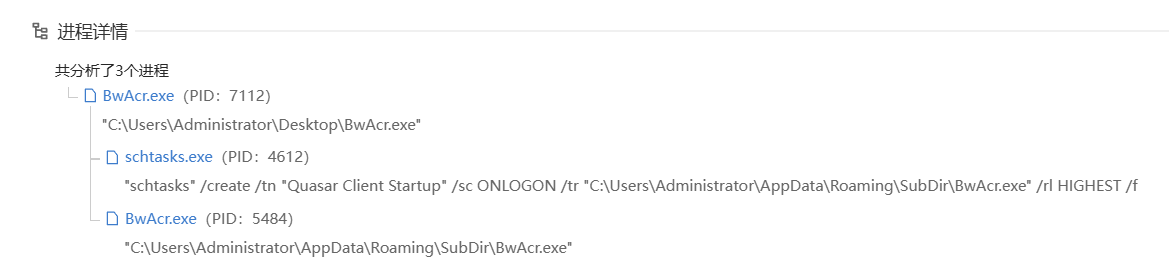 进程详情
共分析了3个进程
BwAcr.exe (PID：7112)
"C:\Users\Administrator\Desktop\BwAcr.exe"
schtasks.exe (PID：4612)
"schtasks" /create /tn "Quasar Client Startup" /sc ONLOGON /tr "C:\Users\Administrator\AppData\Roaming\SubDir\BwAcr.exe" /rl HIGHEST /f
BwAcr.exe (PID：5484)
"C:\Users\Administrator\AppData\Roaming\SubDir\BwAcr.exe"